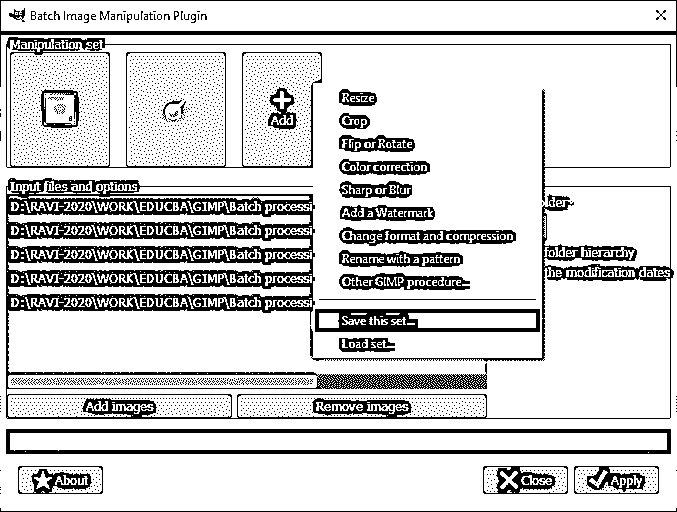 Batch Image Manipulation Plugin
Manipulation set
Add
Resize
Crop
Flip or Rotate
Color correction
Sharp or Blur
Add a Watermark
Change format and compression
Rename with a pattern
Other GIMP procedure...
Save this set...
Load set...
Input files and options
D:\RAVI-2020\WORK\EDUCBA\GIMP\Batch processi
D:\RAVI-2020\WORK\EDUCBA\GIMP\Batch processi
D:\RAVI-2020\WORK\EDUCBA\GIMP\Batch processi
D:\RAVI-2020\WORK\EDUCBA\GIMP\Batch processi
D:\RAVI-2020\WORK\EDUCBA\GIMP\Batch processi
older
folder hierarchy
the modification dates
Add images
Remove images
About
Close
Apply